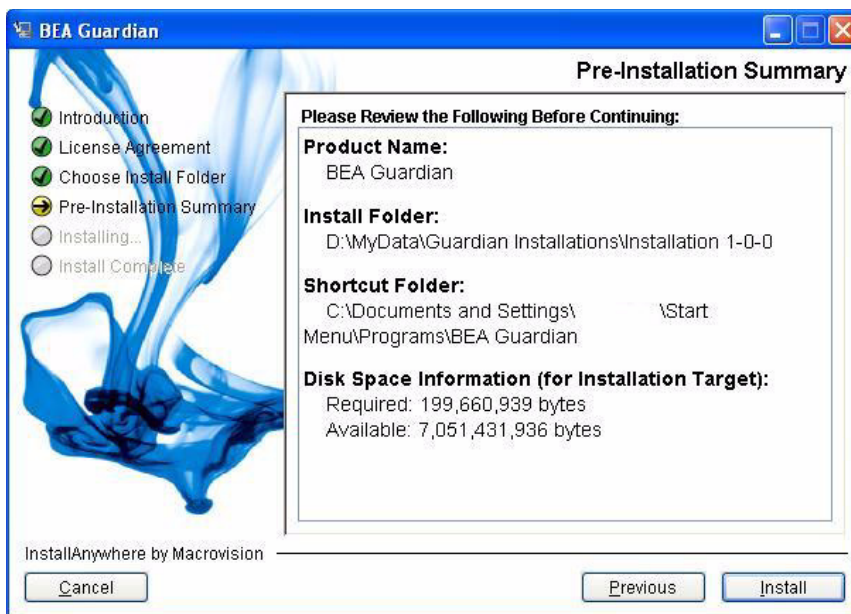 BEA Guardian
Pre-Installation Summary
Introduction
License Agreement
Choose Install Folder
Pre-Installation Summary
Installing...
Install Complete
Please Review the Following Before Continuing:
Product Name:
BEA Guardian
Install Folder:
D:\MyData\Guardian Installations\Installation 1-0-0
Shortcut Folder:
C:\Documents and Settings\ \Start
Menu\Programs\BEA Guardian
Disk Space Information (for Installation Target):
Required: 199,660,939 bytes
Available: 7,051,431,936 bytes
InstallAnywhere by Macrovision
Cancel
Previous
Install